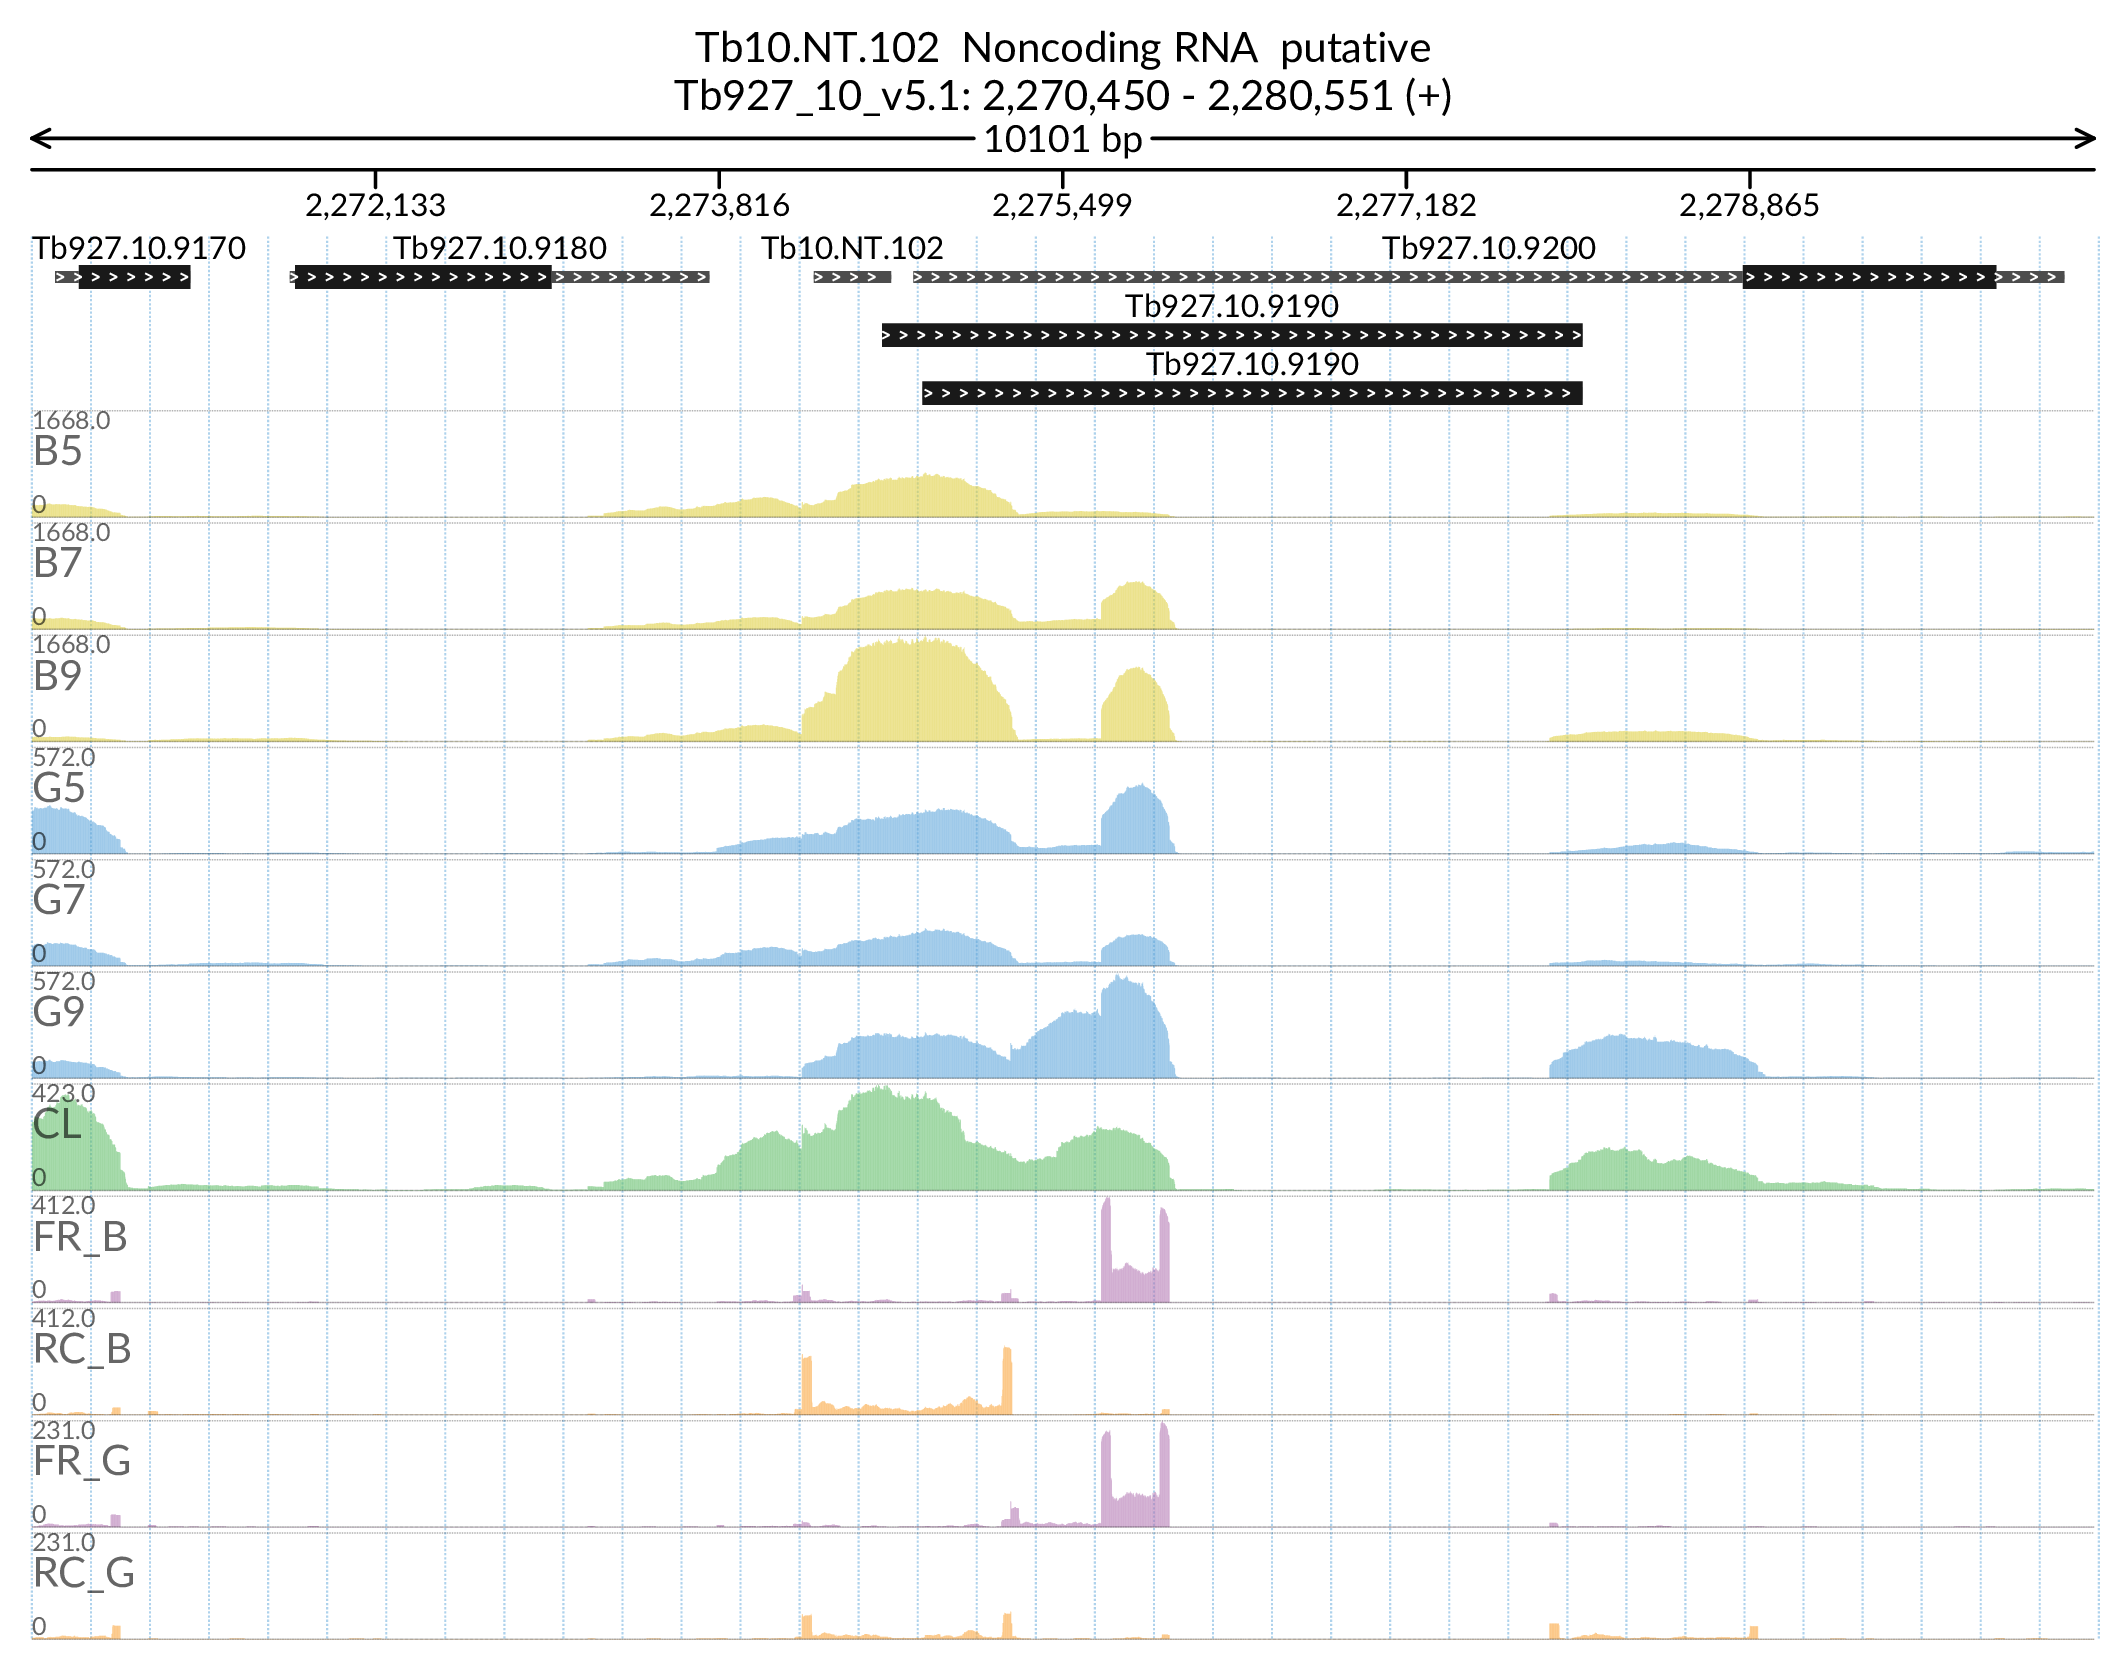 Tb10.NT.102  Noncoding RNA  putative
Tb927_10_v5.1: 2,270,450 - 2,280,551 (+)
10101 bp
2,272,133 2,273,816 2,275,499 2,277,182 2,278,865
Tb927.10.9170 Tb927.10.9180 Tb10.NT.102 Tb927.10.9200
Tb927.10.9190
Tb927.10.9190
1668.0
B5
0
1668.0
B7
0
1668.0
B9
0
572.0
G5
0
572.0
G7
0
572.0
G9
0
423.0
CL
0
412.0
FR_B
0
412.0
RC_B
0
231.0
FR_G
0
231.0
RC_G
0